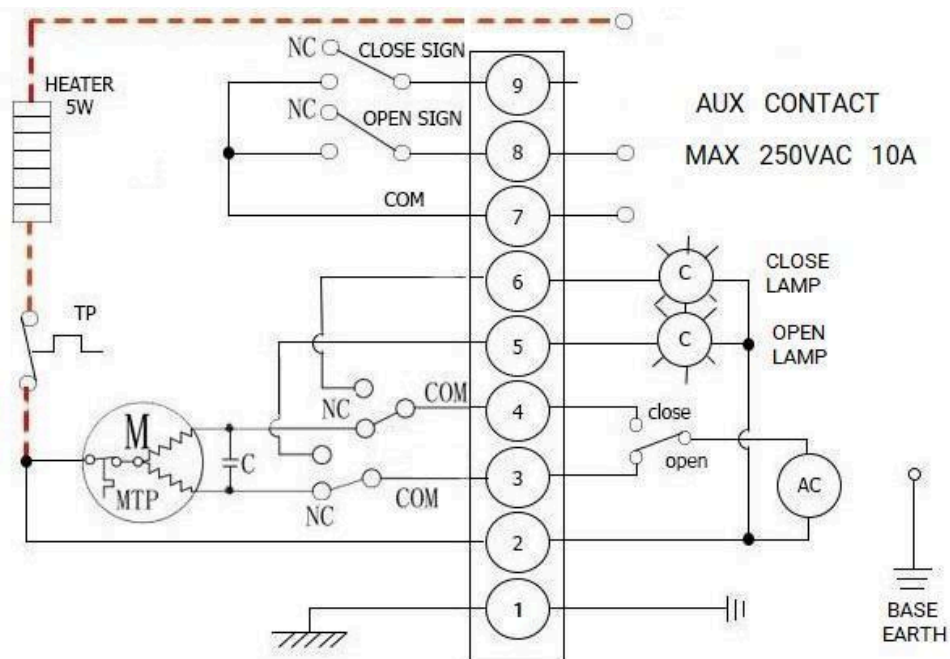 NC
CLOSE SIGN
HEATER
5W
NC
OPEN SIGN
COM
9
8
7
AUX CONTACT
MAX 250VAC 10A
6
C
CLOSE
LAMP
TP
5
C
OPEN
LAMP
NC
COM
4
close
M
C
open
MTP
NC
COM
3
AC
2
1
BASE
EARTH